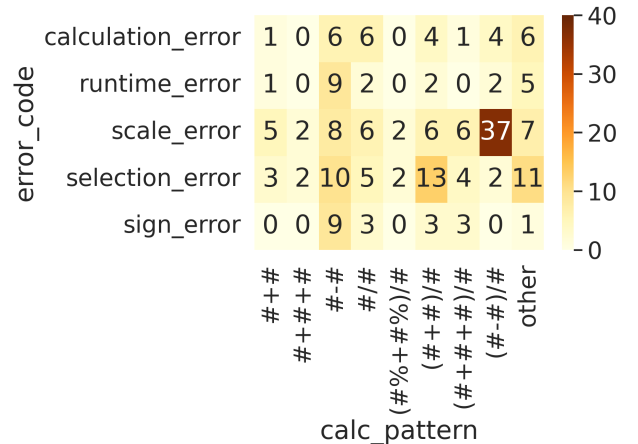 calculation_error 1 0 6 6 0 4 1 4 6
runtime_error 1 0 9 2 0 2 0 2 5
scale_error 5 2 8 6 2 6 6 37 7
selection_error 3 2 10 5 2 13 4 2 11
sign_error 0 0 9 3 0 3 3 0 1
error_code
#+#
#+#+#
#-#
#/#
(#%+#%)/#
(#+#)/#
(#+#+#)/#
(#-#)/#
other
calc_pattern
40
30
20
10
0